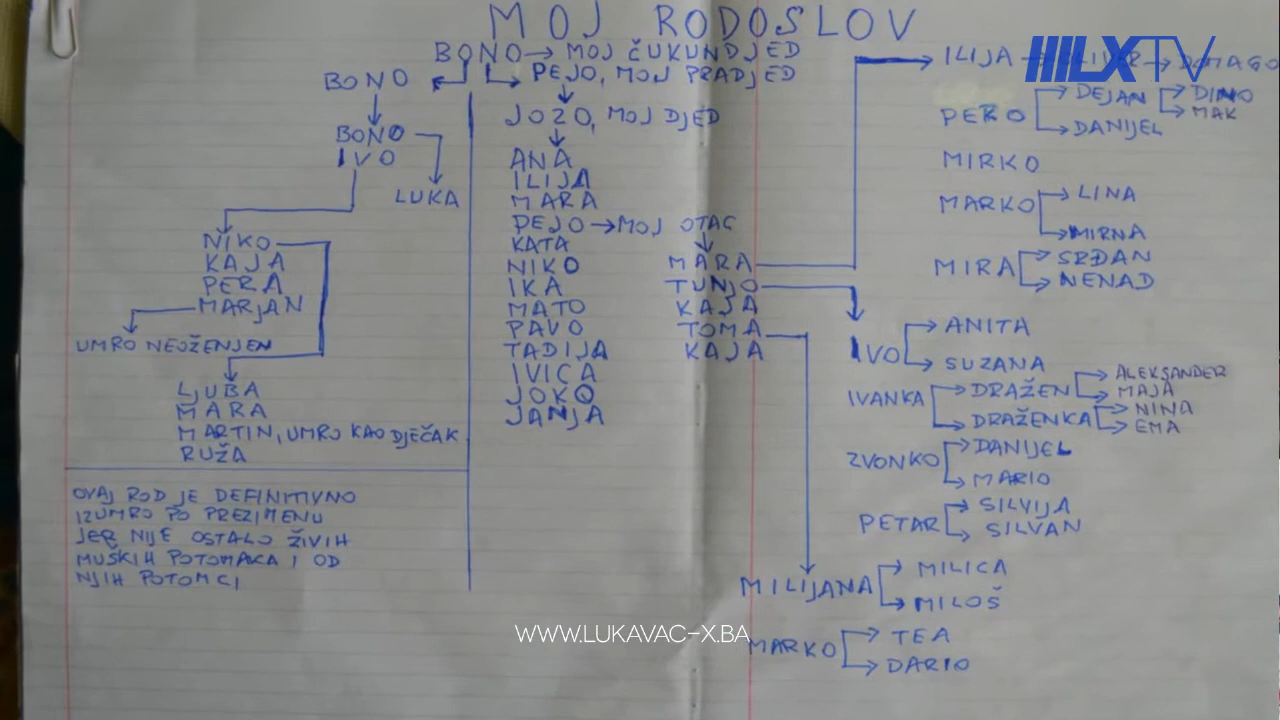 MOJ RODOSLOV
BONO → MOJ ČUKUNDJED
BONO
PEJO, MOJ PRADJED
JOZO, MOJ DJED
BONO
IVO
LUKA
NIKO
KAJA
PERA
MARJAN
UMRO NEOŽENJEN
LJUBA
MARA
MARTIN, UMRO KAO DJEČAK
RUŽA
OVAJ ROD JE DEFINITIVNO
IZUMRO PO PREZIMENU
JER NIJE OSTALO ŽIVIH
MUŠKIH POTOMAKA I OD
NJIH POTOMCI
ANA
ILIJA
MARA
PEJO → MOJ OTAC
KATA
NIKO
IKA
MATO
PAVO
TADIJA
IVICA
JOKO
JANJA
MARA
TUNJO
KAJA
TOMA
KAJA
ILIJA
LXTV
PERO
DEJAN
DINO
MAK
DANIJEL
MIRKO
MARKO
LINA
MIRNA
MIRA
SRĐAN
NENAD
IVO
ANITA
SUZANA
IVANKA
DRAŽEN
ALEKSANDER
MAJA
DRAŽENKA
NINA
EMA
ZVONKO
DANIJEL
MARIO
PETAR
SILVIJA
SILVAN
MILIJANA
MILICA
MILOŠ
MARKO
TEA
DARIO
WWW.LUKAVAC-X.BA